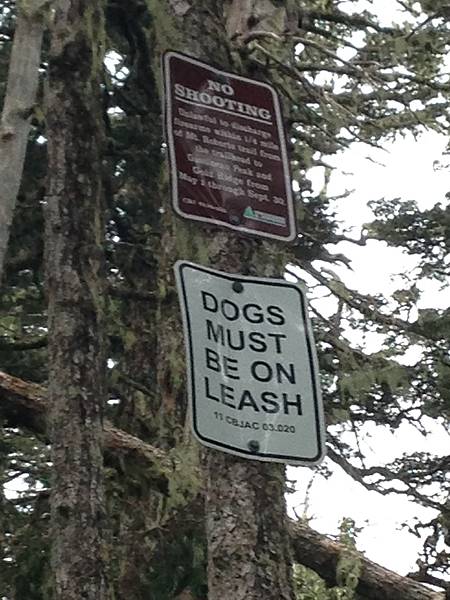 NO
SHOOTING
Unlawful to discharge
firearms within 1/4 mile
of Mt. Roberts trail from
the trailhead to
Gastineau Peak and
Gold Ridge from
May 1 through Sept. 30.
DOGS
MUST
BE ON
LEASH
11 CBJAC 03.020